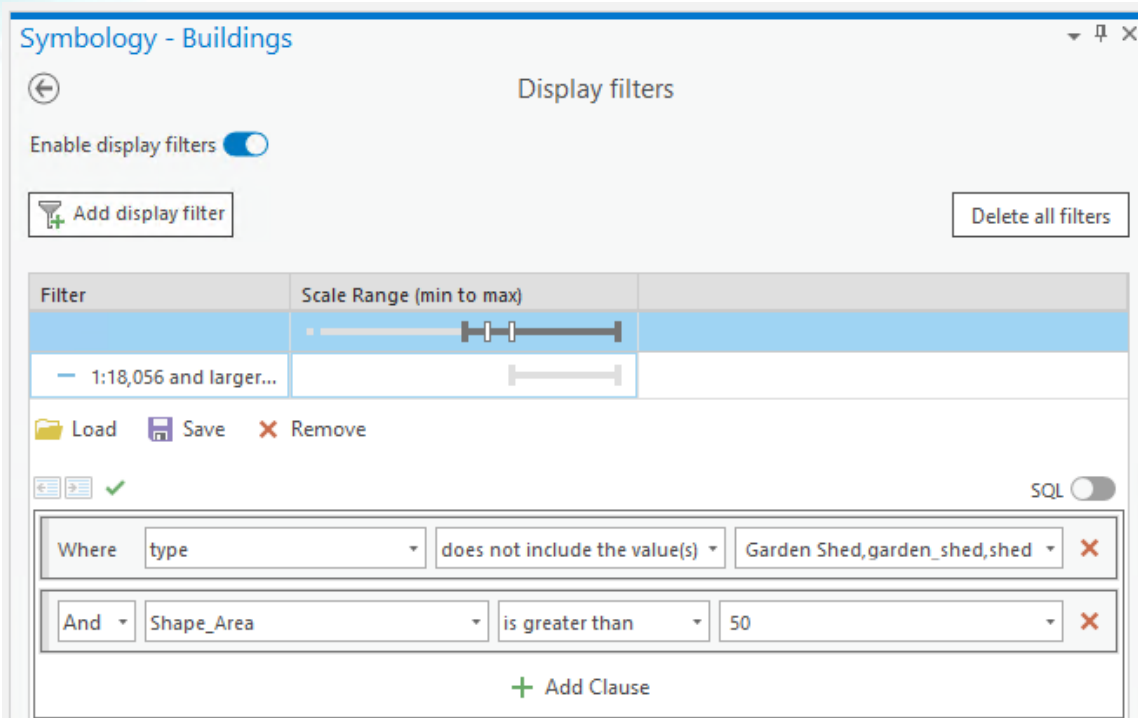 Symbology - Buildings
Display filters
Enable display filters
Add display filter
Delete all filters
Filter
Scale Range (min to max)
1:18,056 and larger...
Load
Save
Remove
SQL
Where type does not include the value(s) Garden Shed,garden_shed,shed
And Shape_Area is greater than 50
Add Clause